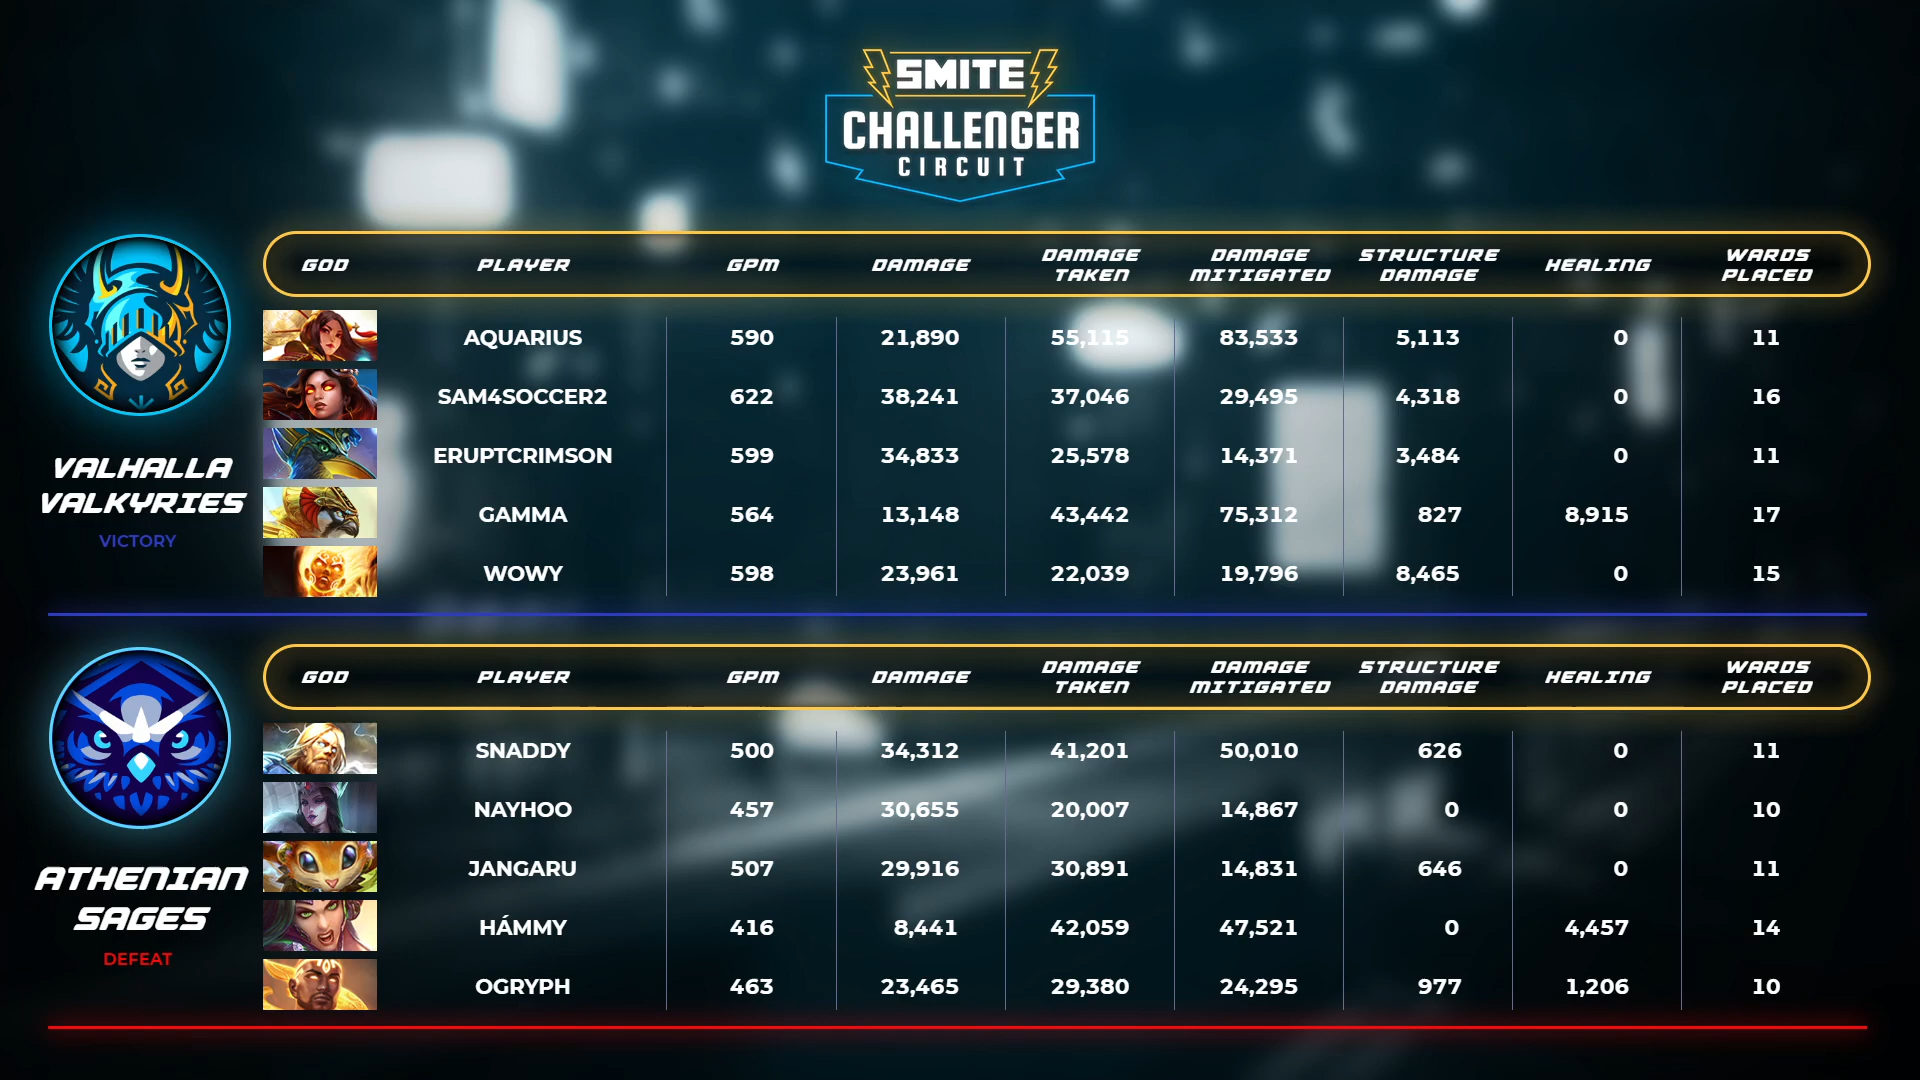 SMITE
CHALLENGER
CIRCUIT
GOD PLAYER GPM DAMAGE DAMAGE TAKEN DAMAGE MITIGATED STRUCTURE DAMAGE HEALING WARDS PLACED
AQUARIUS 590 21,890 55,115 83,533 5,113 0 11
SAM4SOCCER2 622 38,241 37,046 29,495 4,318 0 16
ERUPTCRIMSON 599 34,833 25,578 14,371 3,484 0 11
GAMMA 564 13,148 43,442 75,312 827 8,915 17
WOWY 598 23,961 22,039 19,796 8,465 0 15
VALHALLA
VALKYRIES
VICTORY
GOD PLAYER GPM DAMAGE DAMAGE TAKEN DAMAGE MITIGATED STRUCTURE DAMAGE HEALING WARDS PLACED
SNADDY 500 34,312 41,201 50,010 626 0 11
NAYHOO 457 30,655 20,007 14,867 0 0 10
JANGARU 507 29,916 30,891 14,831 646 0 11
HÁMMY 416 8,441 42,059 47,521 0 4,457 14
OGRYPH 463 23,465 29,380 24,295 977 1,206 10
ATHENIAN
SAGES
DEFEAT